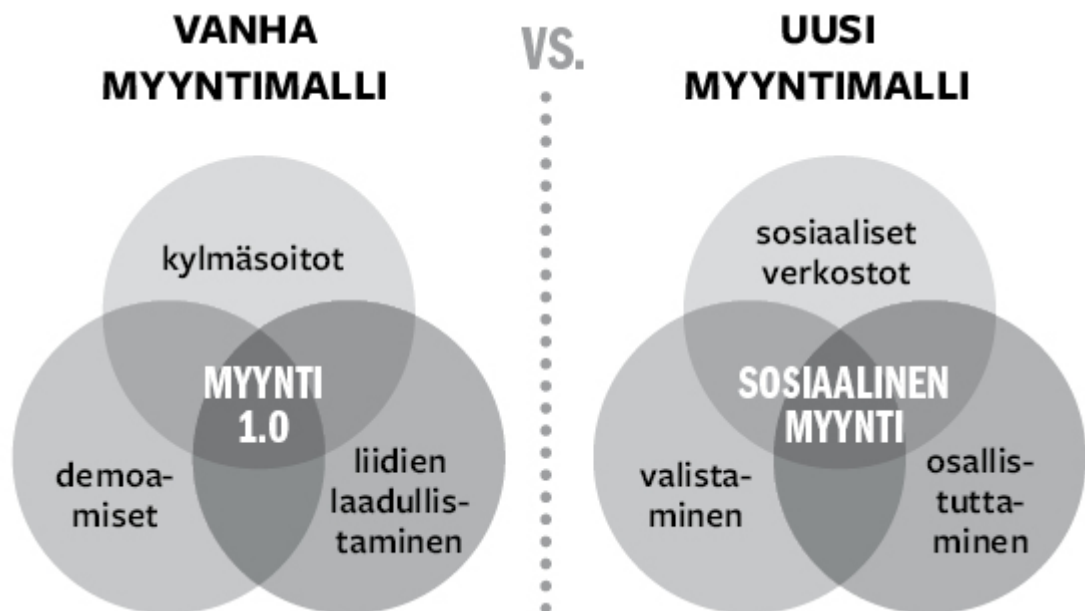 VANHA
MYYNTIMALLI
VS.
UUSI
MYYNTIMALLI
kylmäsoitot
MYYNTI
1.0
demoa-
miset
liidien
laadullis-
taminen
sosiaaliset
verkostot
SOSIAALINEN
MYYNTI
valista-
minen
osallis-
tutta-
minen